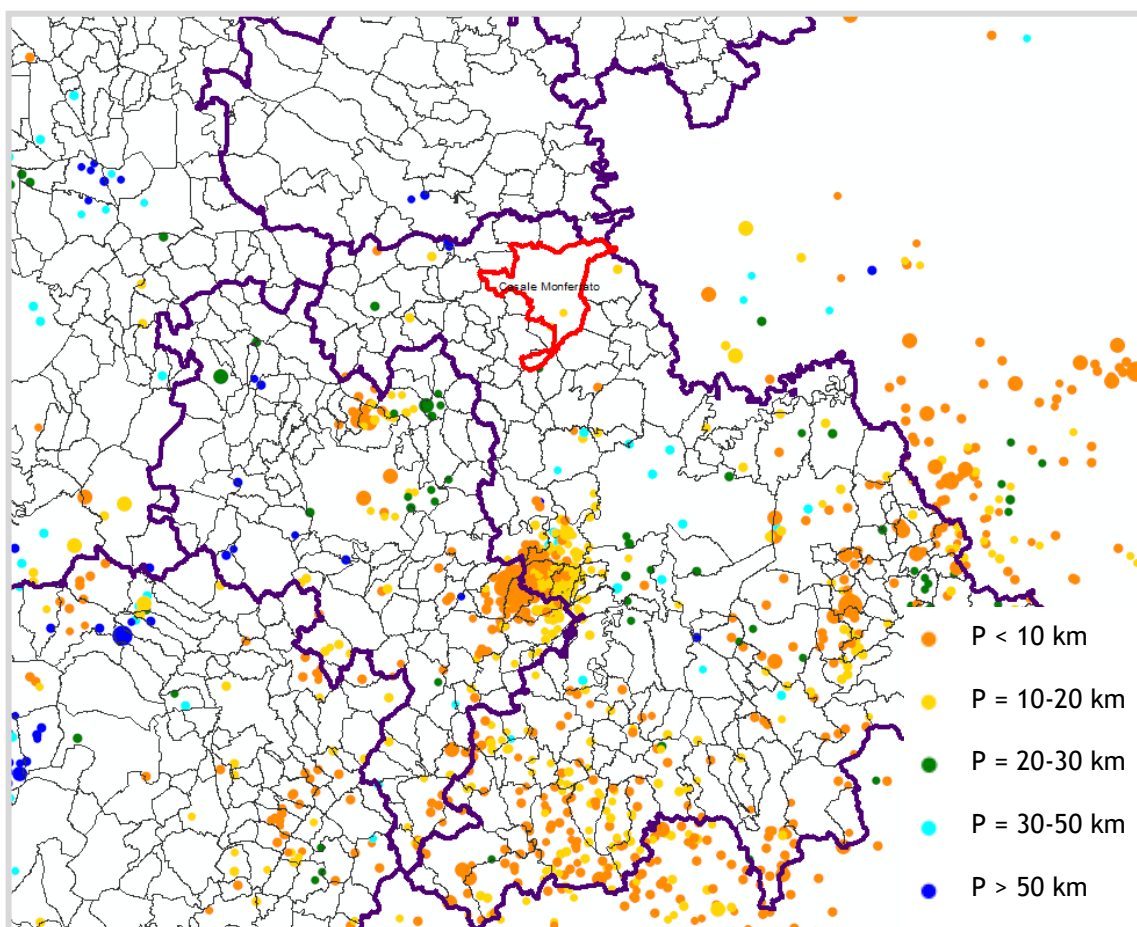 Casale Monferrato
P < 10 km
P = 10-20 km
P = 20-30 km
P = 30-50 km
P > 50 km